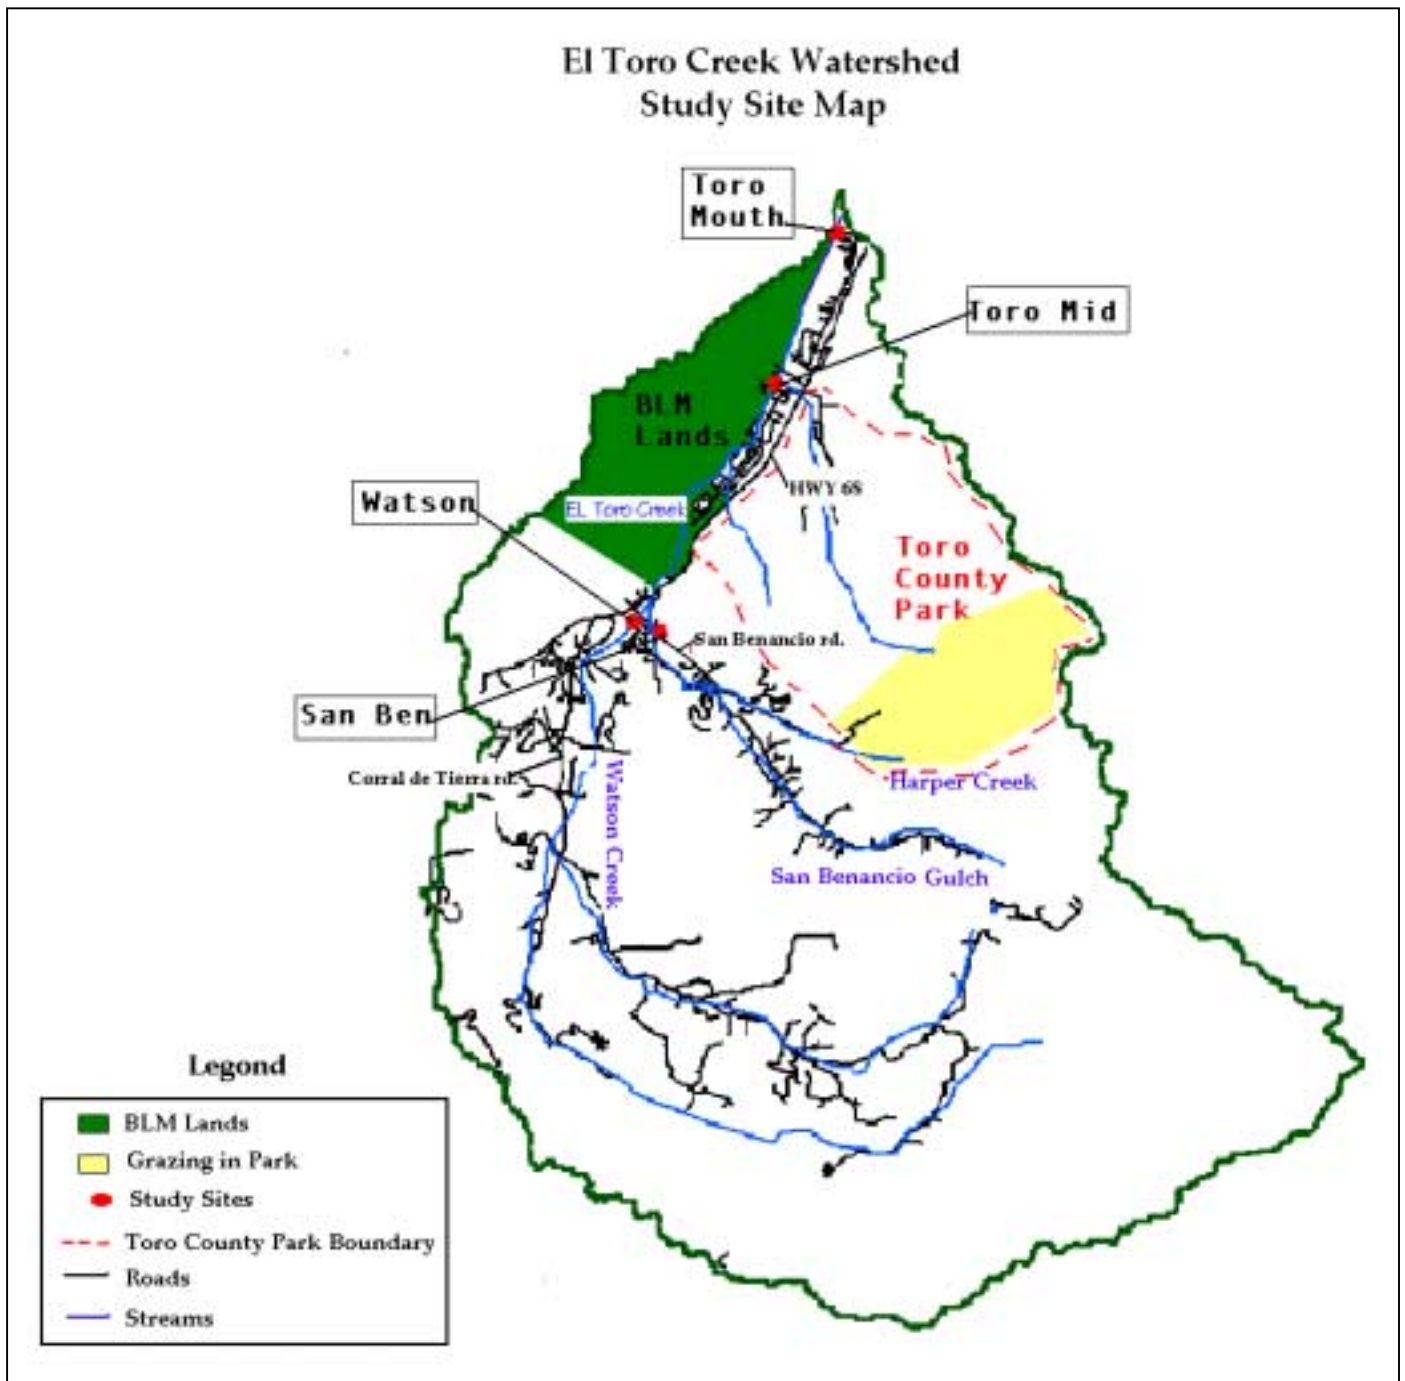 El Toro Creek Watershed
Study Site Map
Toro
Mouth
Toro Mid
BLM
Lands
HWY 68
Watson
EL Toro Creek
Toro
County
Park
San Benancio rd.
San Ben
Corral de Tierra rd.
Watson Creek
Harper Creek
San Benancio Gulch
Legond
BLM Lands
Grazing in Park
Study Sites
Toro County Park Boundary
Roads
Streams